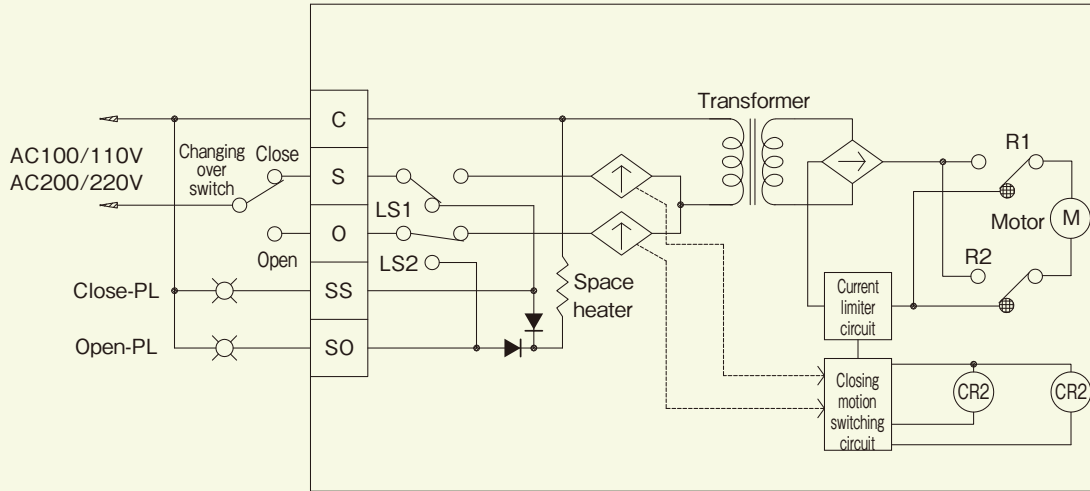 AC100/110V
AC200/220V
Changing
over
switch
Close
Open
Close-PL
Open-PL
C
S
O
SS
SO
LS1
LS2
Space
heater
Transformer
R1
Motor
M
R2
Current
limiter
circuit
Closing
motion
switching
circuit
CR2
CR2